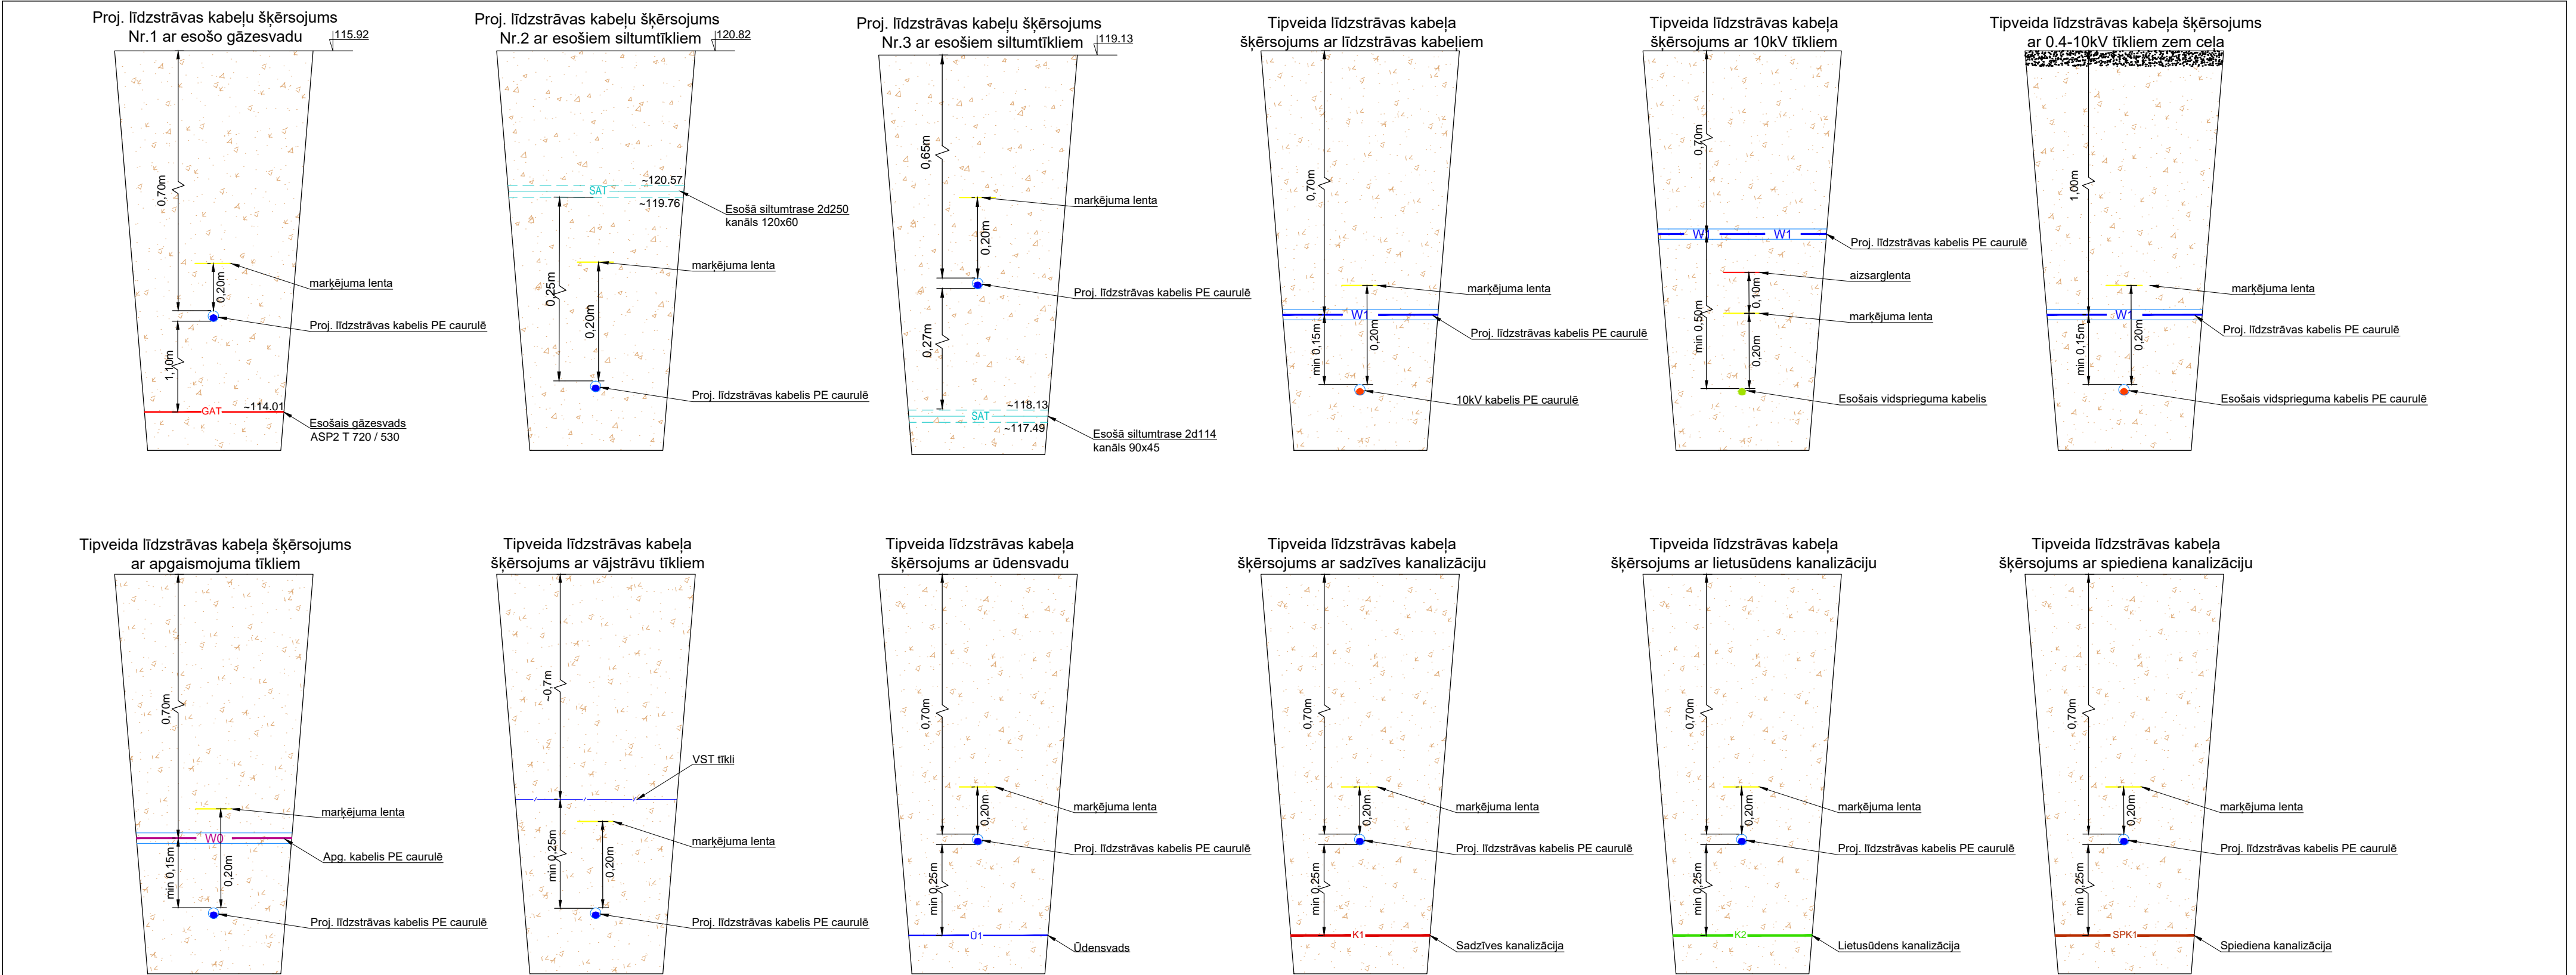 Proj. līdzstrāvas kabeļu šķērsojums
Nr.1 ar esošo gāzesvadu
115.92
0,70m
0,20m
marķējuma lenta
Proj. līdzstrāvas kabelis PE caurulē
1,10m
GAT
~114.01
Esošais gāzesvads
ASP2 T 720 / 530
Proj. līdzstrāvas kabeļu šķērsojums
Nr.2 ar esošiem siltumtīkliem
120.82
~120.57
SAT
~119.76
Esošā siltumtrase 2d250
kanāls 120x60
0,25m
marķējuma lenta
0,20m
Proj. līdzstrāvas kabelis PE caurulē
Proj. līdzstrāvas kabeļu šķērsojums
Nr.3 ar esošiem siltumtīkliem
119.13
0,65m
marķējuma lenta
0,20m
Proj. līdzstrāvas kabelis PE caurulē
0,27m
~118.13
SAT
~117.49
Esošā siltumtrase 2d114
kanāls 90x45
Tipveida līdzstrāvas kabeļa
šķērsojums ar līdzstrāvas kabeļiem
0,70m
marķējuma lenta
W1
Proj. līdzstrāvas kabelis PE caurulē
min 0,15m
0,20m
10kV kabelis PE caurulē
Tipveida līdzstrāvas kabeļa
šķērsojums ar 10kV tīkliem
0,70m
W1
W1
Proj. līdzstrāvas kabelis PE caurulē
aizsarglenta
0,10m
marķējuma lenta
min 0,50m
0,20m
Esošais vidsprieguma kabelis
Tipveida līdzstrāvas kabeļa šķērsojums
ar 0.4-10kV tīkliem zem ceļa
1,00m
marķējuma lenta
W1
Proj. līdzstrāvas kabelis PE caurulē
min 0,15m
0,20m
Esošais vidsprieguma kabelis PE caurulē
Tipveida līdzstrāvas kabeļa šķērsojums
ar apgaismojuma tīkliem
0,70m
marķējuma lenta
W0
Apg. kabelis PE caurulē
min 0,15m
0,20m
Proj. līdzstrāvas kabelis PE caurulē
Tipveida līdzstrāvas kabeļa
šķērsojums ar vājstrāvu tīkliem
~0,7m
VST tīkli
marķējuma lenta
min 0,25m
0,20m
Proj. līdzstrāvas kabelis PE caurulē
Tipveida līdzstrāvas kabeļa
šķērsojums ar ūdensvadu
0,70m
marķējuma lenta
0,20m
Proj. līdzstrāvas kabelis PE caurulē
min 0,25m
Ū1
Ūdensvads
Tipveida līdzstrāvas kabeļa
šķērsojums ar sadzīves kanalizāciju
0,70m
marķējuma lenta
0,20m
Proj. līdzstrāvas kabelis PE caurulē
min 0,25m
K1
Sadzīves kanalizācija
Tipveida līdzstrāvas kabeļa
šķērsojums ar lietusūdens kanalizāciju
0,70m
marķējuma lenta
0,20m
Proj. līdzstrāvas kabelis PE caurulē
min 0,25m
K2
Lietusūdens kanalizācija
Tipveida līdzstrāvas kabeļa
šķērsojums ar spiediena kanalizāciju
0,70m
marķējuma lenta
0,20m
Proj. līdzstrāvas kabelis PE caurulē
min 0,25m
SPK1
Spiediena kanalizācija